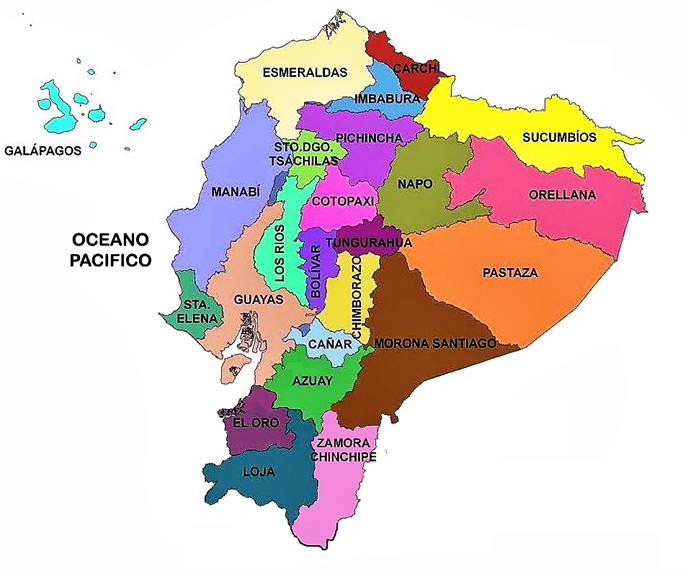 ESMERALDAS
CARCHI
IMBABURA
SUCUMBÍOS
PICHINCHA
STO.DGO.
TSÁCHILAS
GALÁPAGOS
MANABÍ
NAPO
ORELLANA
COTOPAXI
OCEANO
PACIFICO
LOS RIOS
BOLÍVAR
TUNGURAHUA
CHIMBORAZO
PASTAZA
STA.
ELENA
GUAYAS
CAÑAR
MORONA SANTIAGO
AZUAY
EL ORO
ZAMORA
CHINCHIPE
LOJA